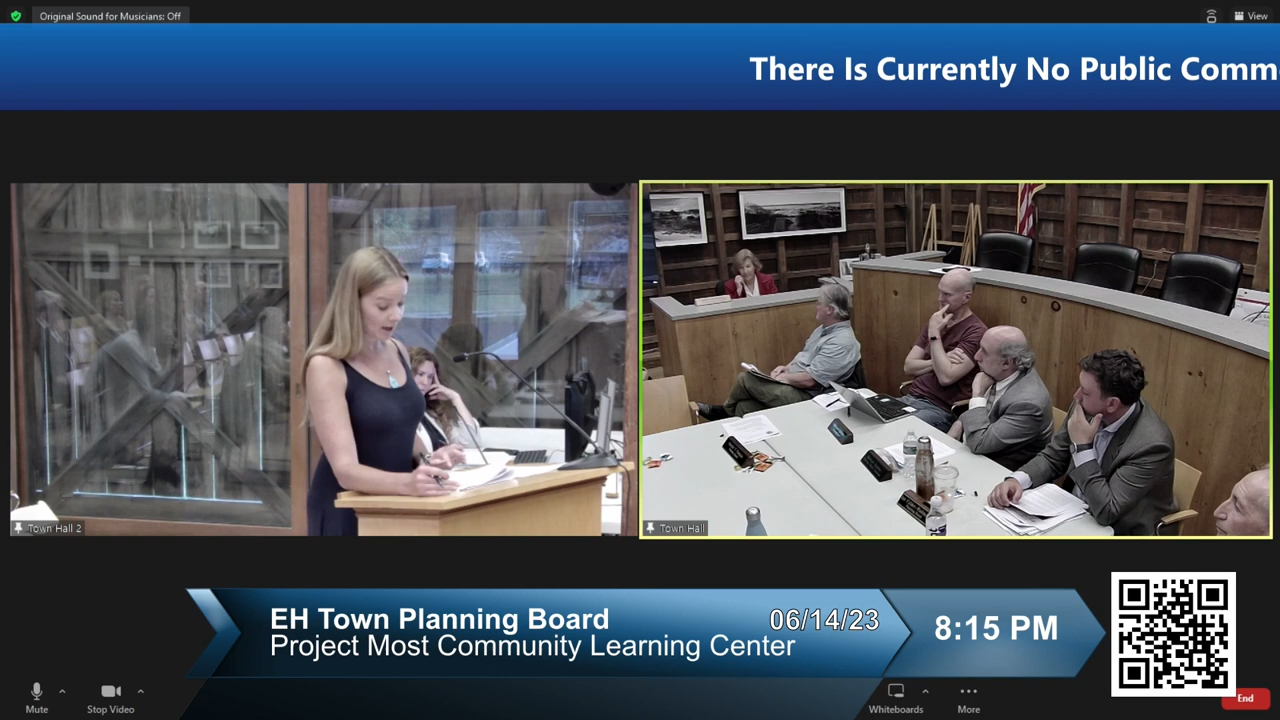 Original Sound for Musicians: Off
View
There Is Currently No Public Comm
Town Hall 2
Town Hall
EH Town Planning Board
06/14/23
Project Most Community Learning Center
8:15 PM
Mute
Stop Video
Whiteboards
More
End